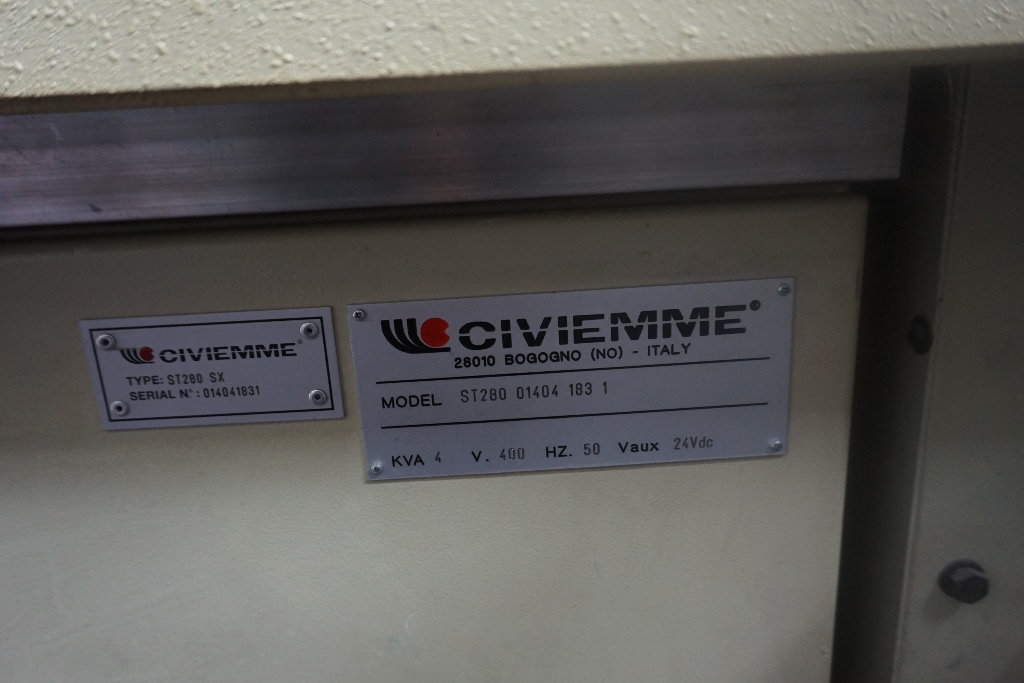 CIVIEMME®
TYPE: ST280 SX
SERIAL N°: 014041831
CIVIEMME®
28010 BOGOGNO (NO) - ITALY
MODEL ST280 01404 183 1
KVA 4 V. 400 HZ. 50 Vaux 24Vdc